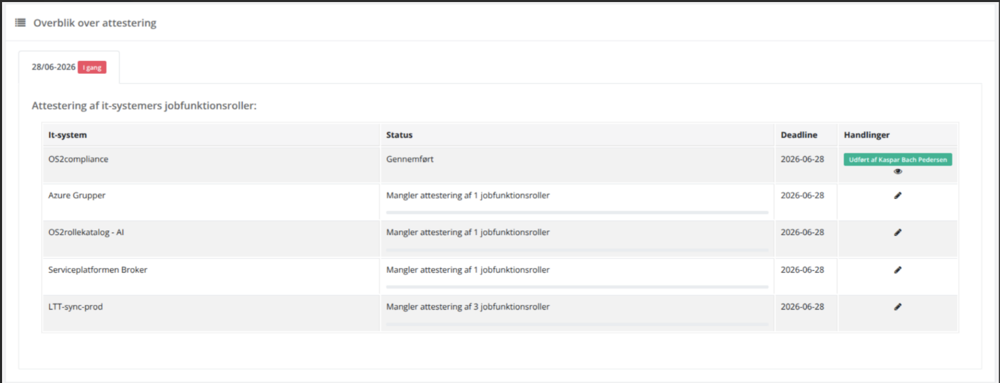 Overblik over attestering
28/06-2026 I gang
Attestering af it-systemers jobfunktionsroller:
It-system Status Deadline Handlinger
OS2compliance Gennemført 2026-06-28 Udført af Kaspar Bach Pedersen
Azure Grupper Mangler attestering af 1 jobfunktionsroller 2026-06-28
OS2rollekatalog - AI Mangler attestering af 1 jobfunktionsroller 2026-06-28
Serviceplatformen Broker Mangler attestering af 1 jobfunktionsroller 2026-06-28
LTT-sync-prod Mangler attestering af 3 jobfunktionsroller 2026-06-28